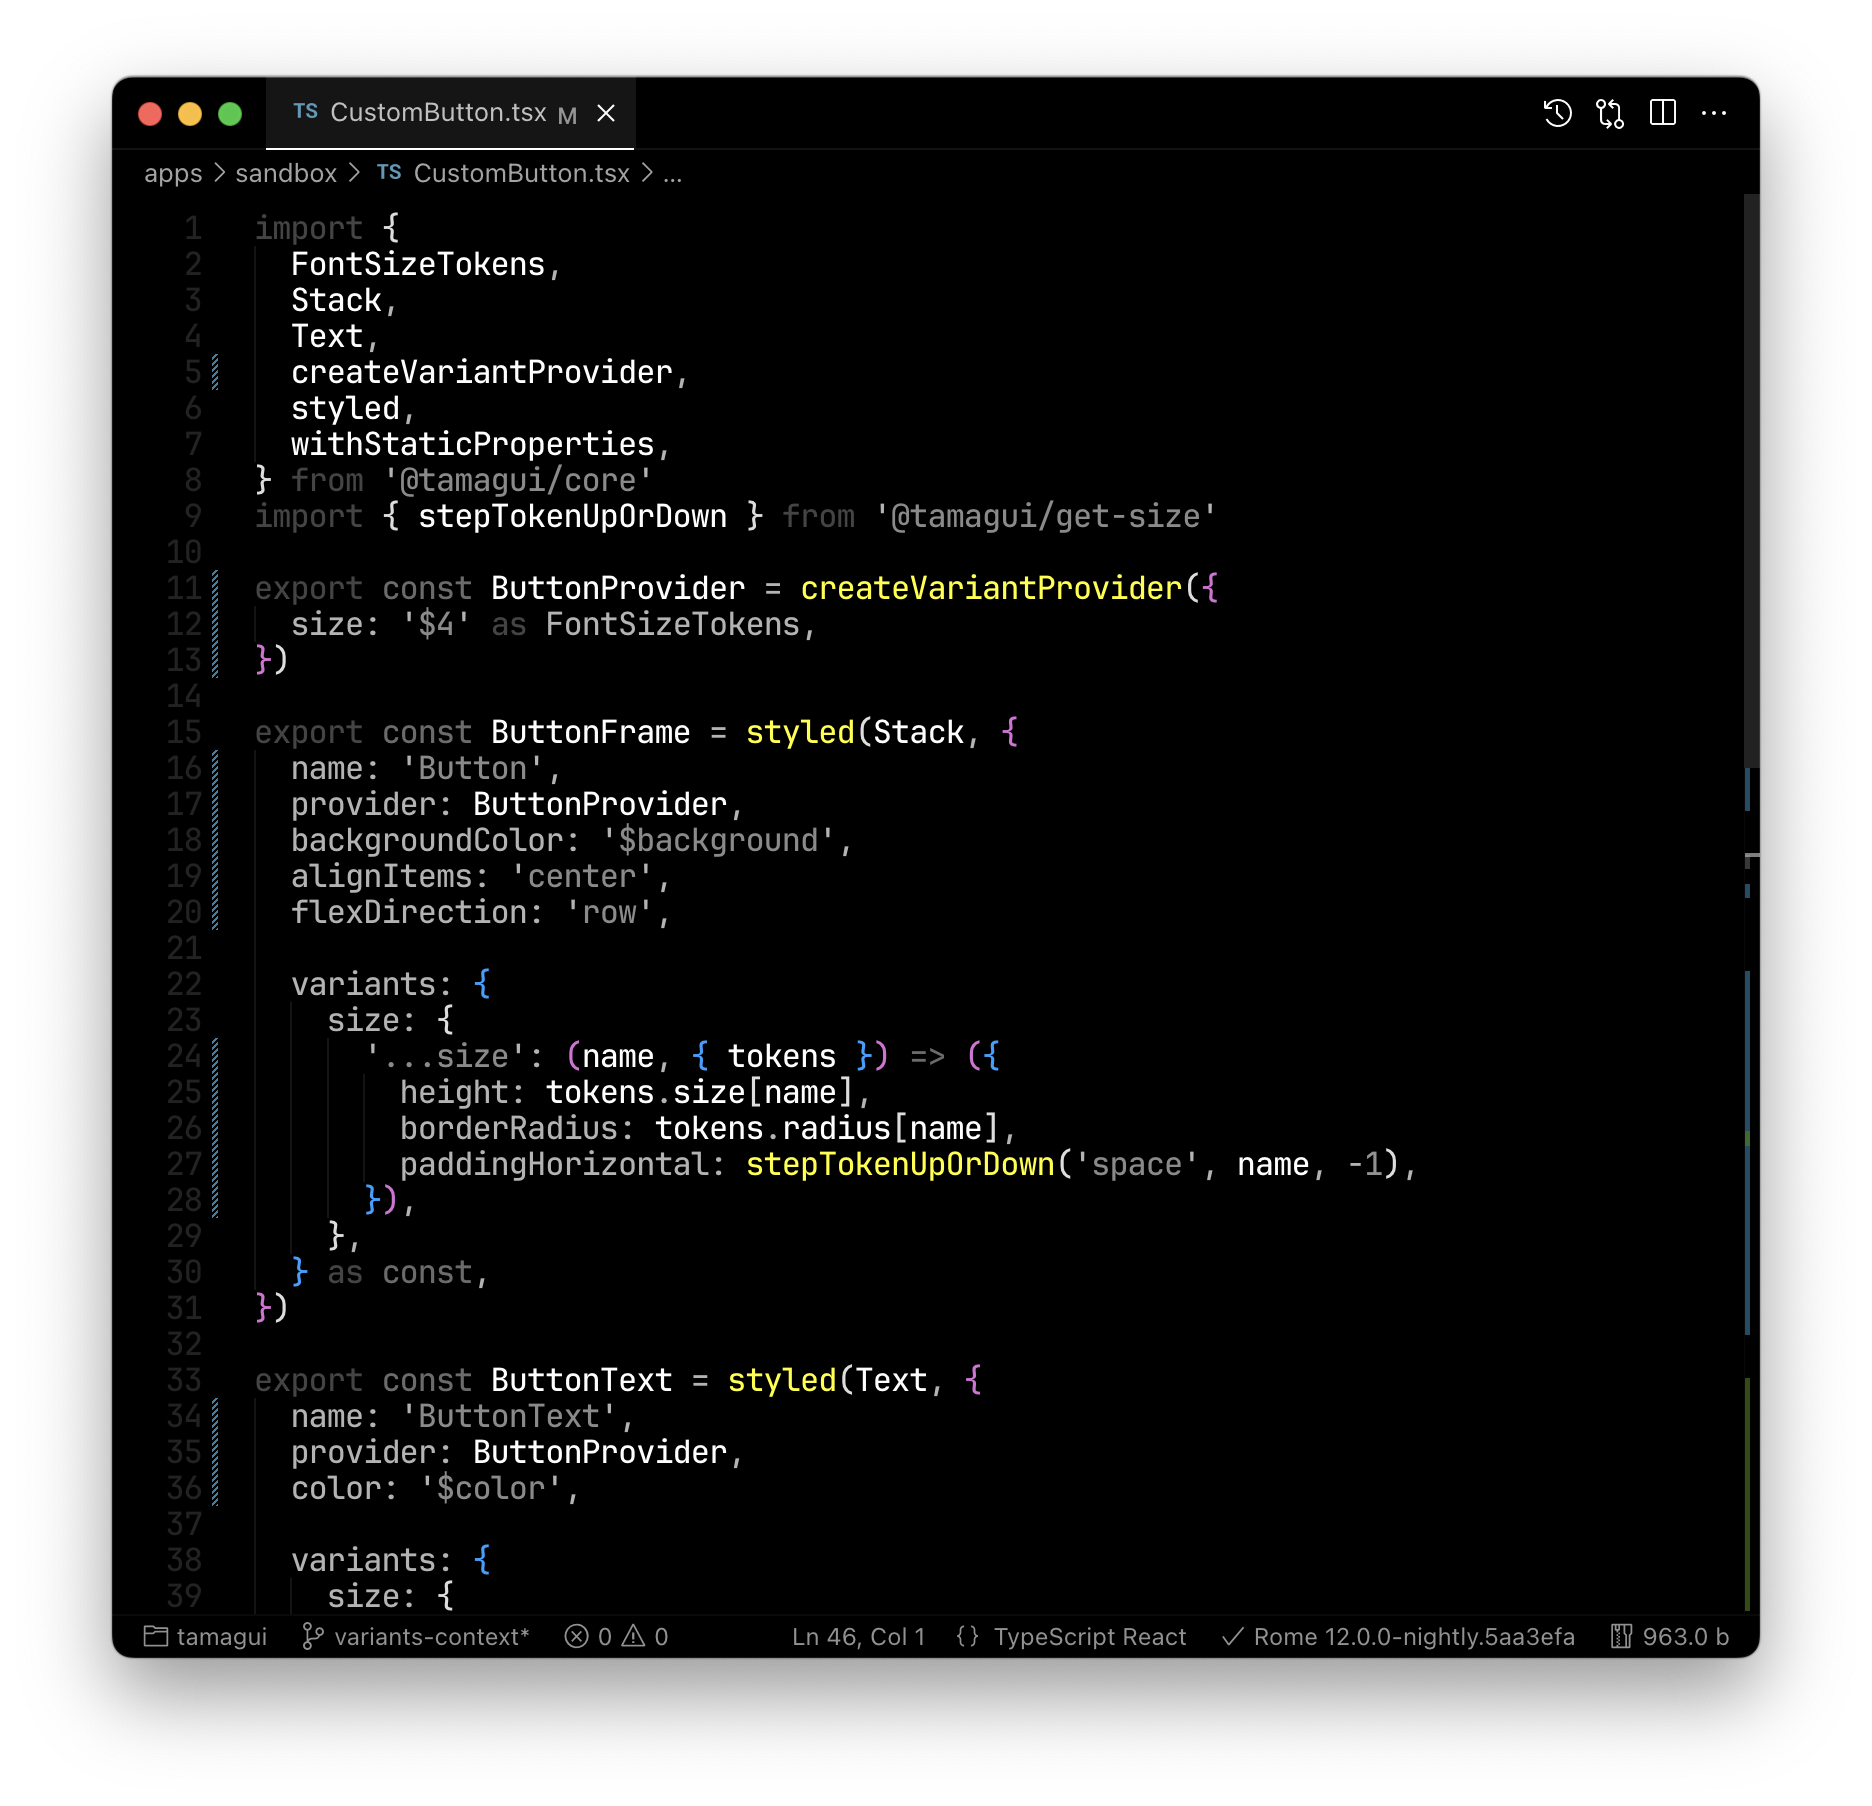 TS CustomButton.tsx M
apps > sandbox > TS CustomButton.tsx > ...
1 import {
2   FontSizeTokens,
3   Stack,
4   Text,
5   createVariantProvider,
6   styled,
7   withStaticProperties,
8 } from '@tamagui/core'
9 import { stepTokenUpOrDown } from '@tamagui/get-size'
10
11 export const ButtonProvider = createVariantProvider({
12   size: '$4' as FontSizeTokens,
13 })
14
15 export const ButtonFrame = styled(Stack, {
16   name: 'Button',
17   provider: ButtonProvider,
18   backgroundColor: '$background',
19   alignItems: 'center',
20   flexDirection: 'row',
21
22   variants: {
23     size: {
24       '...size': (name, { tokens }) => ({
25         height: tokens.size[name],
26         borderRadius: tokens.radius[name],
27         paddingHorizontal: stepTokenUpOrDown('space', name, -1),
28       }),
29     },
30   } as const,
31 })
32
33 export const ButtonText = styled(Text, {
34   name: 'ButtonText',
35   provider: ButtonProvider,
36   color: '$color',
37
38   variants: {
39     size: {
tamagui variants-context* 0 0 Ln 46, Col 1 {} TypeScript React ✓ Rome 12.0.0-nightly.5aa3efa 963.0 b